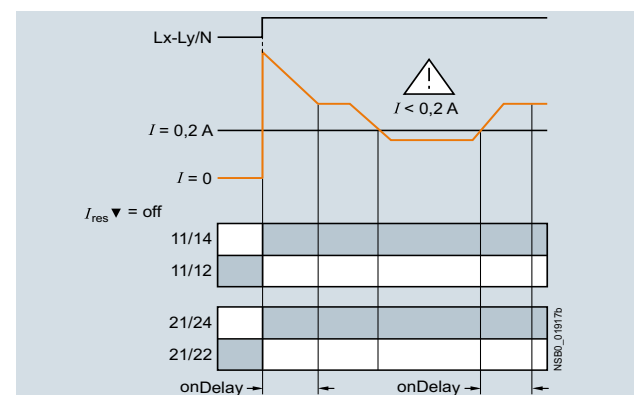 Lx-Ly/N
I < 0,2 A
I = 0,2 A
I = 0
Ires▼ = off
11/14
11/12
21/24
21/22
NSB0_01917b
onDelay
onDelay